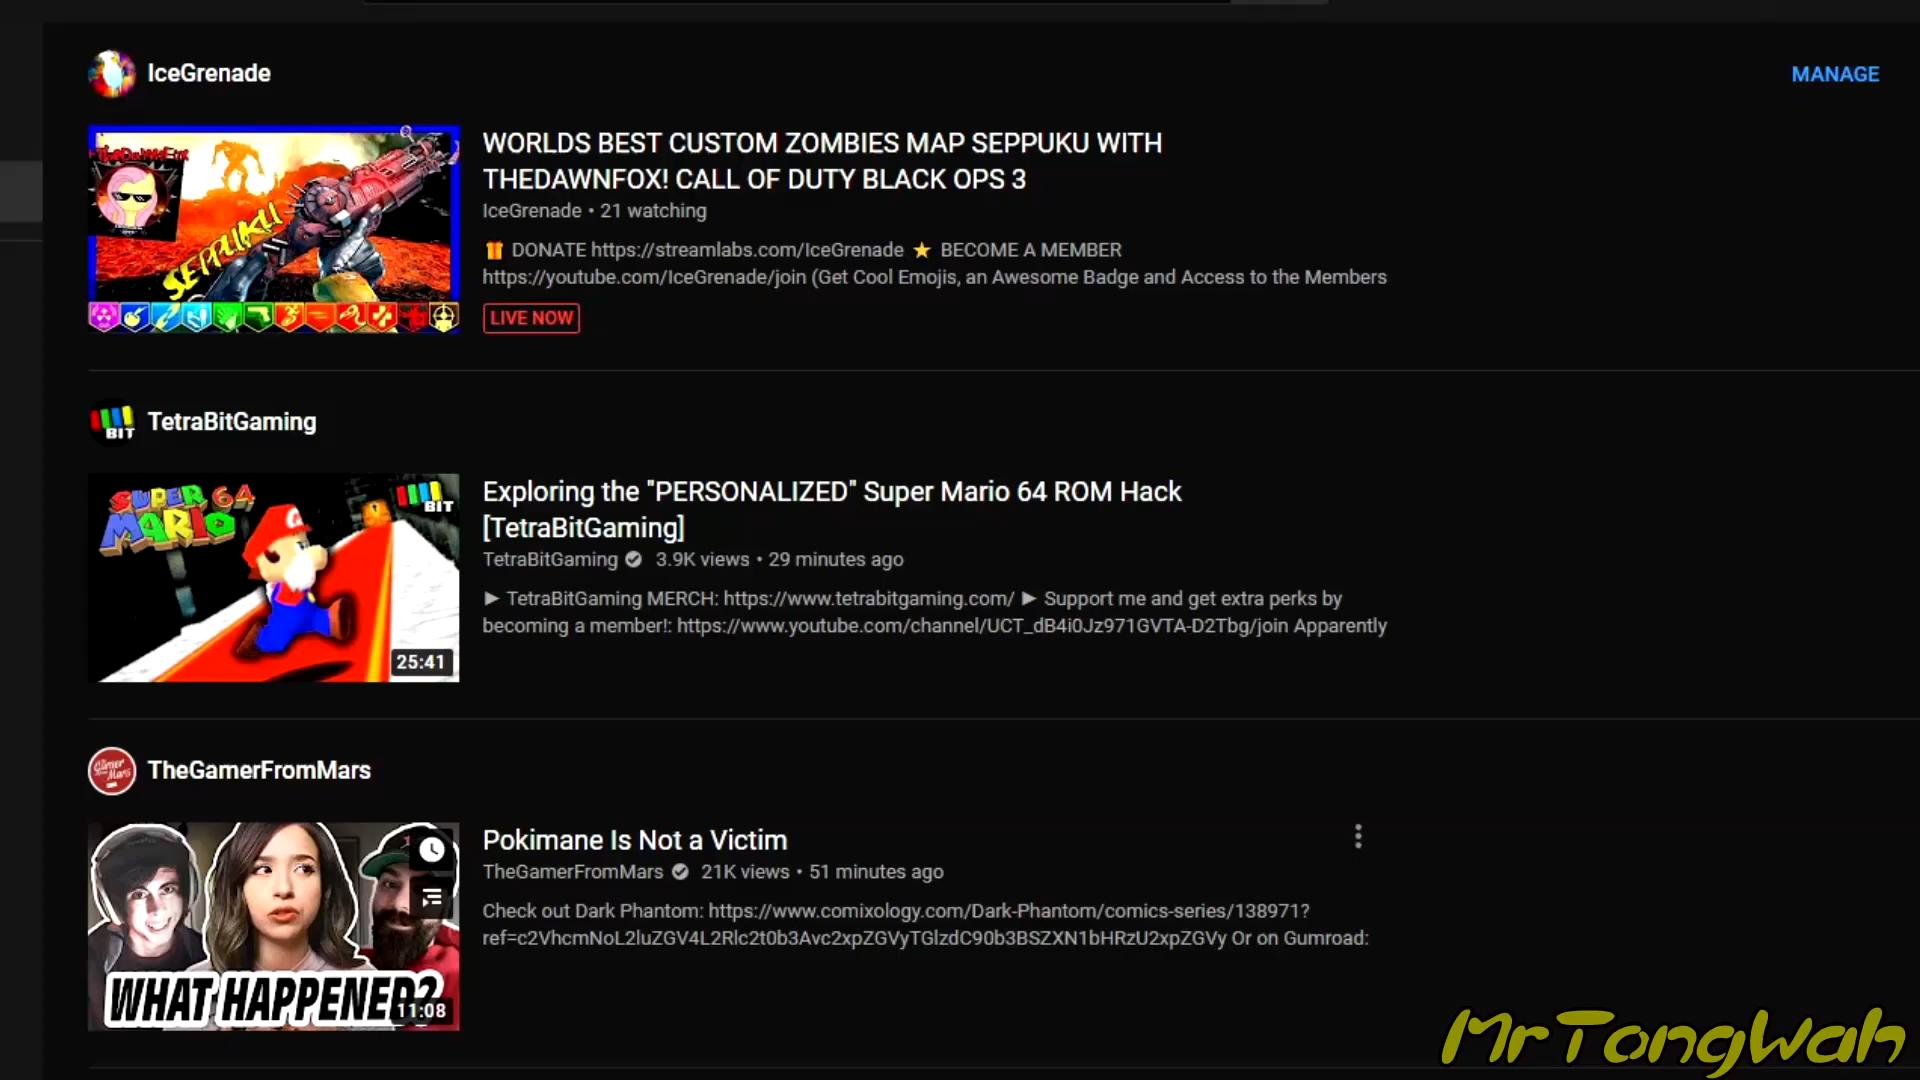 IceGrenade
MANAGE
SEPPUKU
WORLDS BEST CUSTOM ZOMBIES MAP SEPPUKU WITH
THEDAWNFOX! CALL OF DUTY BLACK OPS 3
IceGrenade • 21 watching
DONATE https://streamlabs.com/IceGrenade ⭐ BECOME A MEMBER
https://youtube.com/IceGrenade/join (Get Cool Emojis, an Awesome Badge and Access to the Members
LIVE NOW
BIT
TetraBitGaming
SUPER 64
MARIO
BIT
25:41
Exploring the "PERSONALIZED" Super Mario 64 ROM Hack
[TetraBitGaming]
TetraBitGaming 3.9K views • 29 minutes ago
► TetraBitGaming MERCH: https://www.tetrabitgaming.com/ ► Support me and get extra perks by
becoming a member!: https://www.youtube.com/channel/UCT_dB4i0Jz971GVTA-D2Tbg/join Apparently
TheGamerFromMars
WHAT HAPPENED?
11:08
Pokimane Is Not a Victim
TheGamerFromMars 21K views • 51 minutes ago
Check out Dark Phantom: https://www.comixology.com/Dark-Phantom/comics-series/138971?
ref=c2VhcmNoL2luZGV4L2Rlc2t0b3Avc2xpZGVyTGlzdC90b3BSZXN1bHRzU2xpZGVy Or on Gumroad:
MrTongWah